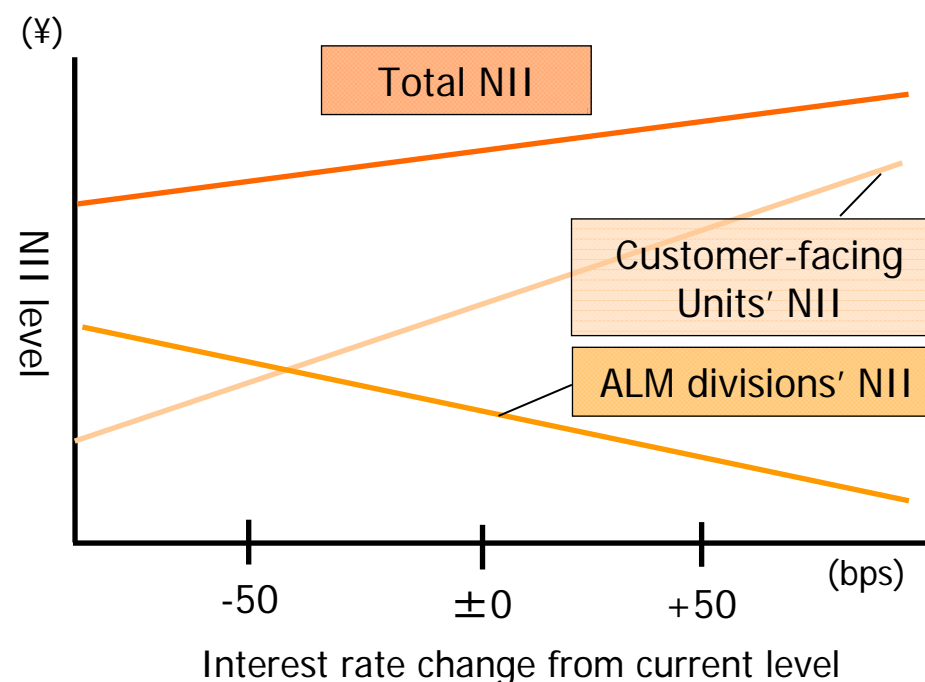 (¥)
Total NII
NII level
Customer-facing
Units’ NII
ALM divisions’ NII
(bps)
-50
±0
+50
Interest rate change from current level